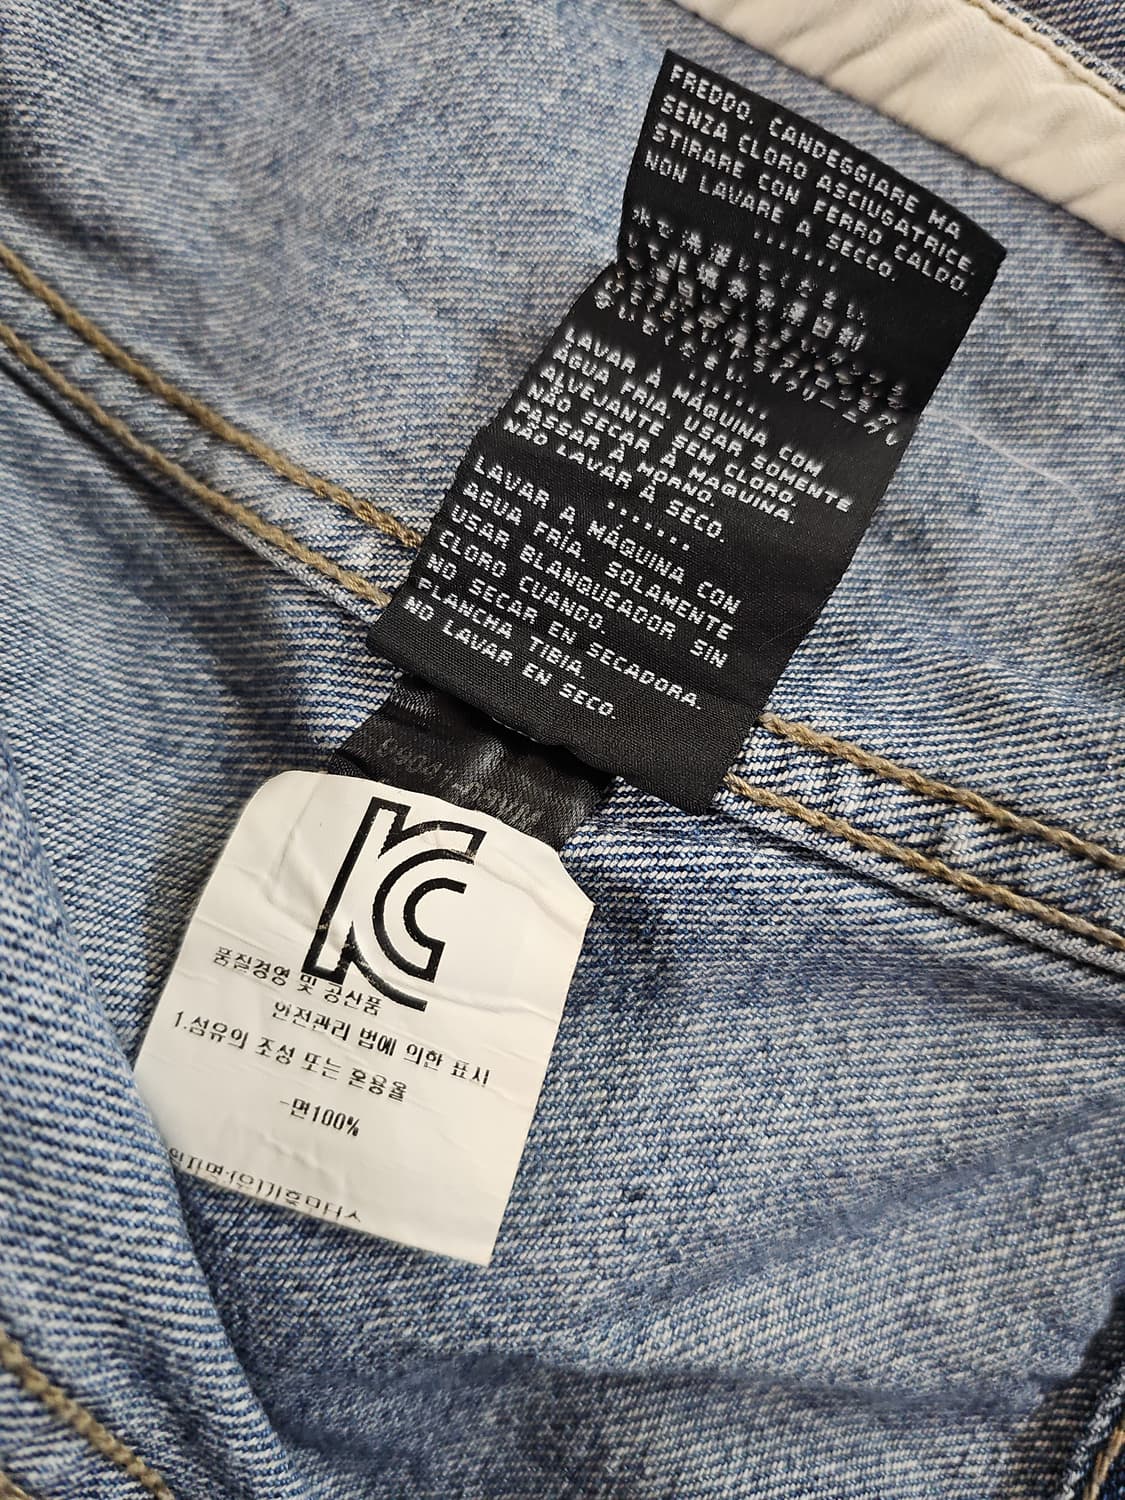 FREDDO. CANDEGGIARE MA
SENZA CLORO ASCIUGATRICE.
STIRARE CON FERRO CALDO.
NON LAVARE A SECCO.
LAVAR À MÁQUINA COM
ÁGUA FRIA. USAR SOMENTE
ALVEJANTE SEM CLORO.
NÃO SECAR À MAQUINA.
PASSAR À MORNO.
NÃO LAVAR À SECO.
LAVAR A MÁQUINA CON
AGUA FRÍA. SOLAMENTE
USAR BLANQUEADOR SIN
CLORO CUANDO.
NO SECAR EN SECADORA.
PLANCHA TIBIA.
NO LAVAR EN SECO.
KC
품질경영 및 공산품
안전관리 법에 의한 표시
1.섬유의 조성 또는 혼용율
-면100%